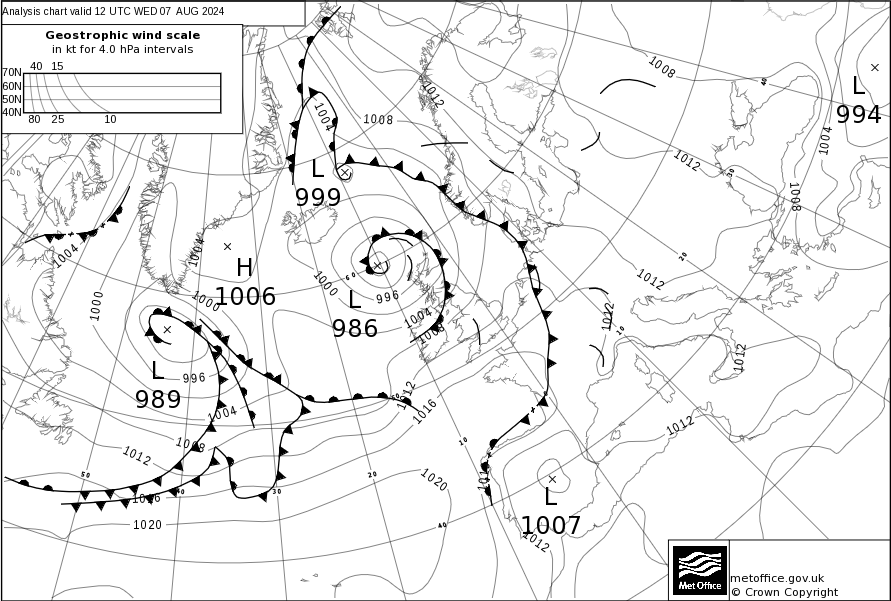 Analysis chart valid 12 UTC WED 07 AUG 2024
Geostrophic wind scale
in kt for 4.0 hPa intervals
40 15
70N
60N
50N
40N
80 25 10
1008
1012
1004
1008
L
994
1004
1012
L
999
1008
1004
1004
H
1006
1000
1000
1000
L
986
996
1004
1008
1012
1012
1012
L
989
996
1004
1012
1016
1012
1008
1012
1016
1020
1020
L
1007
1012
50
40
30
20
10
40
60
50
10
20
30
40
Met Office
metoffice.gov.uk
© Crown Copyright